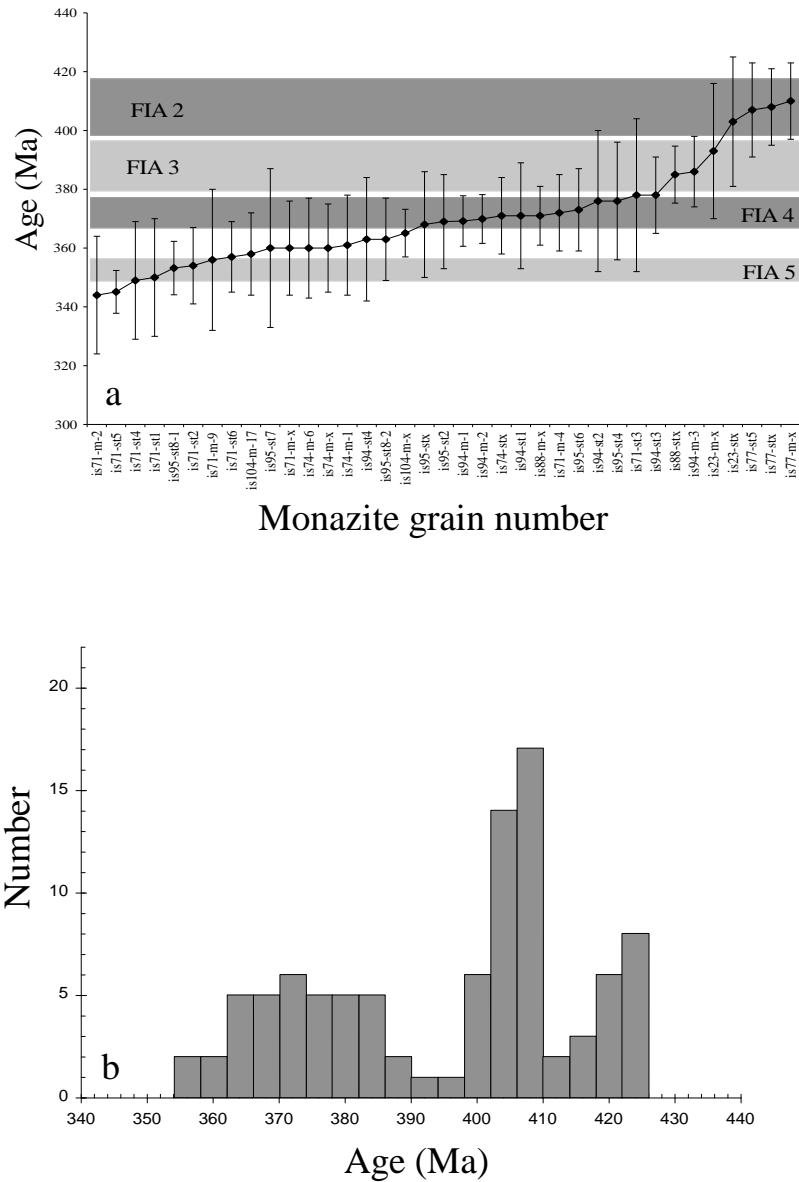 440
420
400
380
360
340
320
300
Age (Ma)
FIA 2
FIA 3
FIA 4
FIA 5
a
is71-m-2
is71-st5
is71-st4
is71-st1
is95-st8-1
is71-st2
is71-m-9
is71-st6
is104-m-17
is95-st7
is71-m-x
is74-m-6
is74-m-x
is74-m-1
is94-st4
is95-st8-2
is104-m-x
is95-stx
is95-st2
is94-m-1
is94-m-2
is74-stx
is94-st1
is88-m-x
is71-m-4
is95-st6
is94-st2
is95-st4
is71-st3
is94-st3
is88-stx
is94-m-3
is23-m-x
is23-stx
is77-st5
is77-stx
is77-m-x
Monazite grain number
20
15
10
5
0
Number
b
340 350 360 370 380 390 400 410 420 430 440
Age (Ma)